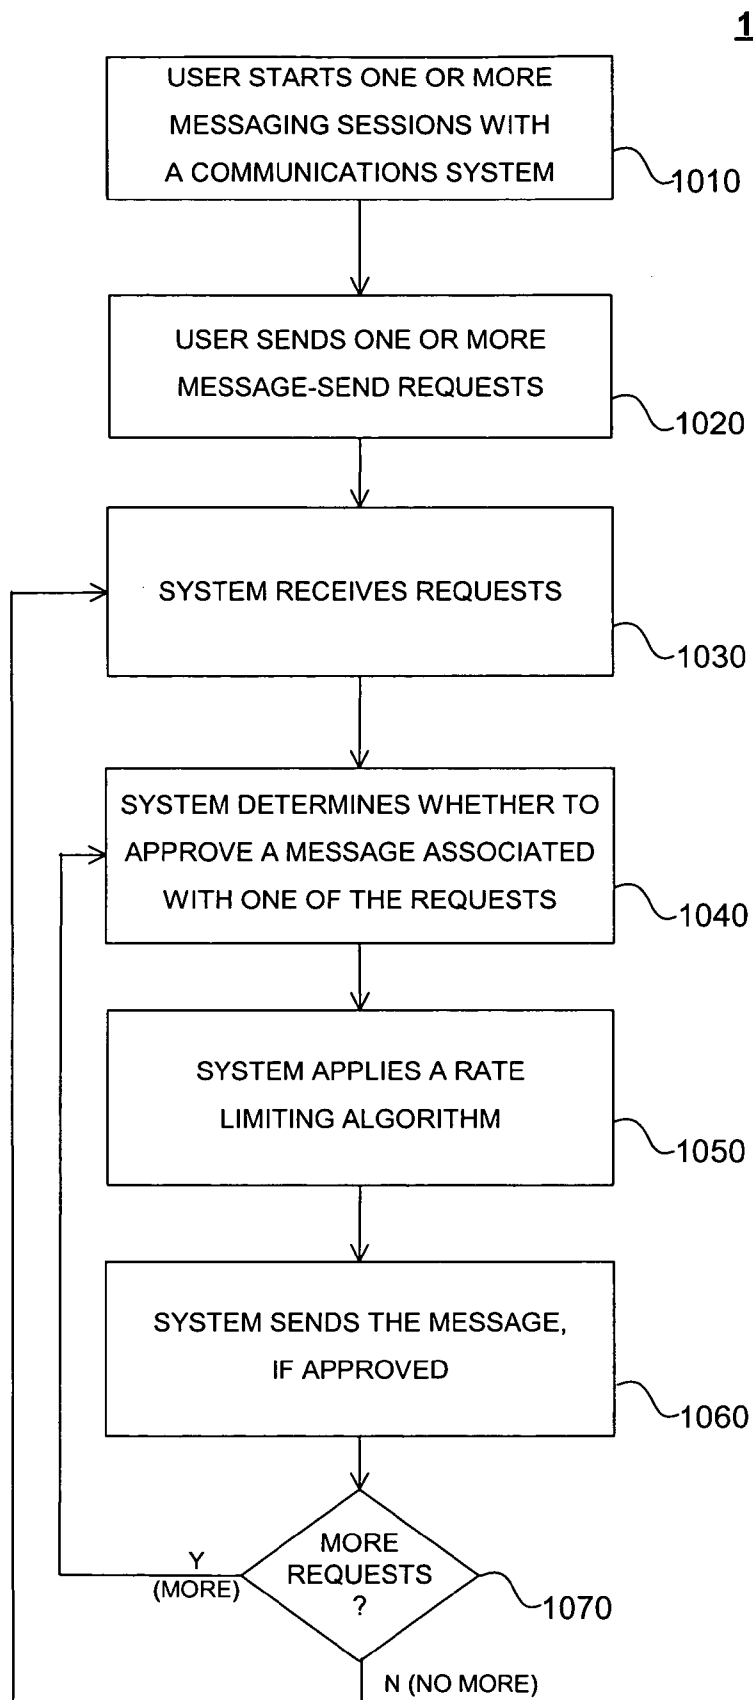 1
USER STARTS ONE OR MORE
MESSAGING SESSIONS WITH
A COMMUNICATIONS SYSTEM
1010
USER SENDS ONE OR MORE
MESSAGE-SEND REQUESTS
1020
SYSTEM RECEIVES REQUESTS
1030
SYSTEM DETERMINES WHETHER TO
APPROVE A MESSAGE ASSOCIATED
WITH ONE OF THE REQUESTS
1040
SYSTEM APPLIES A RATE
LIMITING ALGORITHM
1050
SYSTEM SENDS THE MESSAGE,
IF APPROVED
1060
MORE
REQUESTS
?
1070
Y
(MORE)
N (NO MORE)